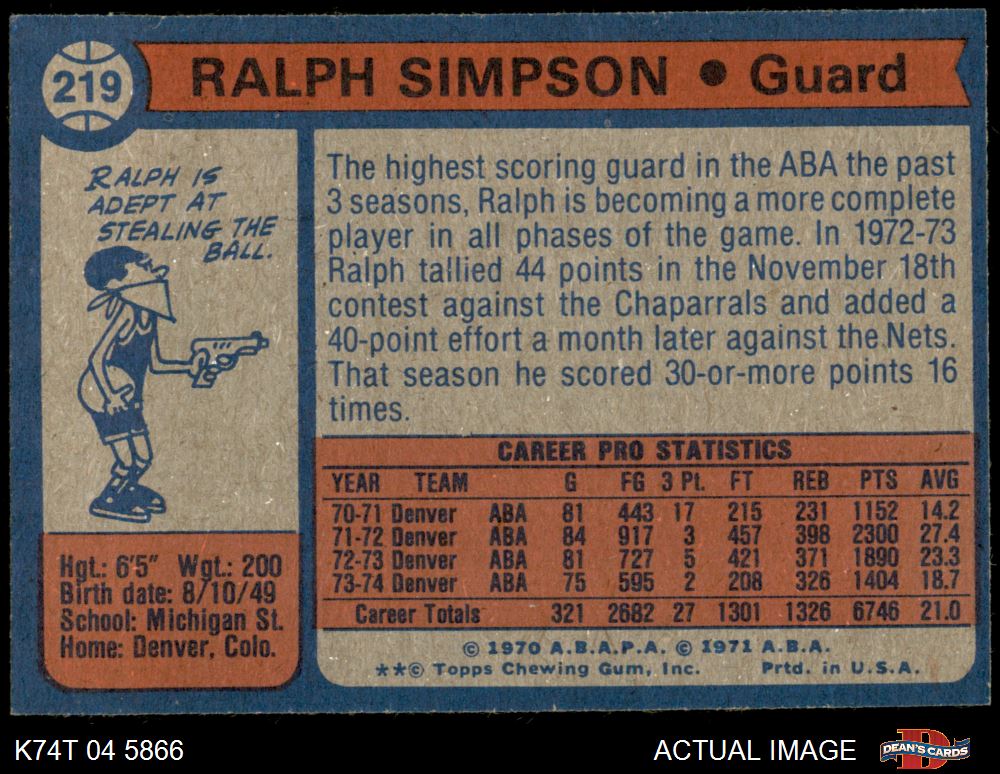 219
RALPH SIMPSON • Guard
RALPH IS
ADEPT AT
STEALING THE
BALL.
The highest scoring guard in the ABA the past
3 seasons, Ralph is becoming a more complete
player in all phases of the game. In 1972-73
Ralph tallied 44 points in the November 18th
contest against the Chaparrals and added a
40-point effort a month later against the Nets.
That season he scored 30-or-more points 16
times.
CAREER PRO STATISTICS
YEAR TEAM G FG 3 Pt. FT REB PTS AVG
70-71 Denver ABA 81 443 17 215 231 1152 14.2
71-72 Denver ABA 84 917 3 457 398 2300 27.4
72-73 Denver ABA 81 727 5 421 371 1890 23.3
73-74 Denver ABA 75 595 2 208 326 1404 18.7
Career Totals 321 2682 27 1301 1326 6746 21.0
Hgt.: 6'5" Wgt.: 200
Birth date: 8/10/49
School: Michigan St.
Home: Denver, Colo.
© 1970 A.B.A.P.A. © 1971 A.B.A.
**© Topps Chewing Gum, Inc. Prtd. in U.S.A.
K74T 04 5866
ACTUAL IMAGE
D
DEAN'S CARDS